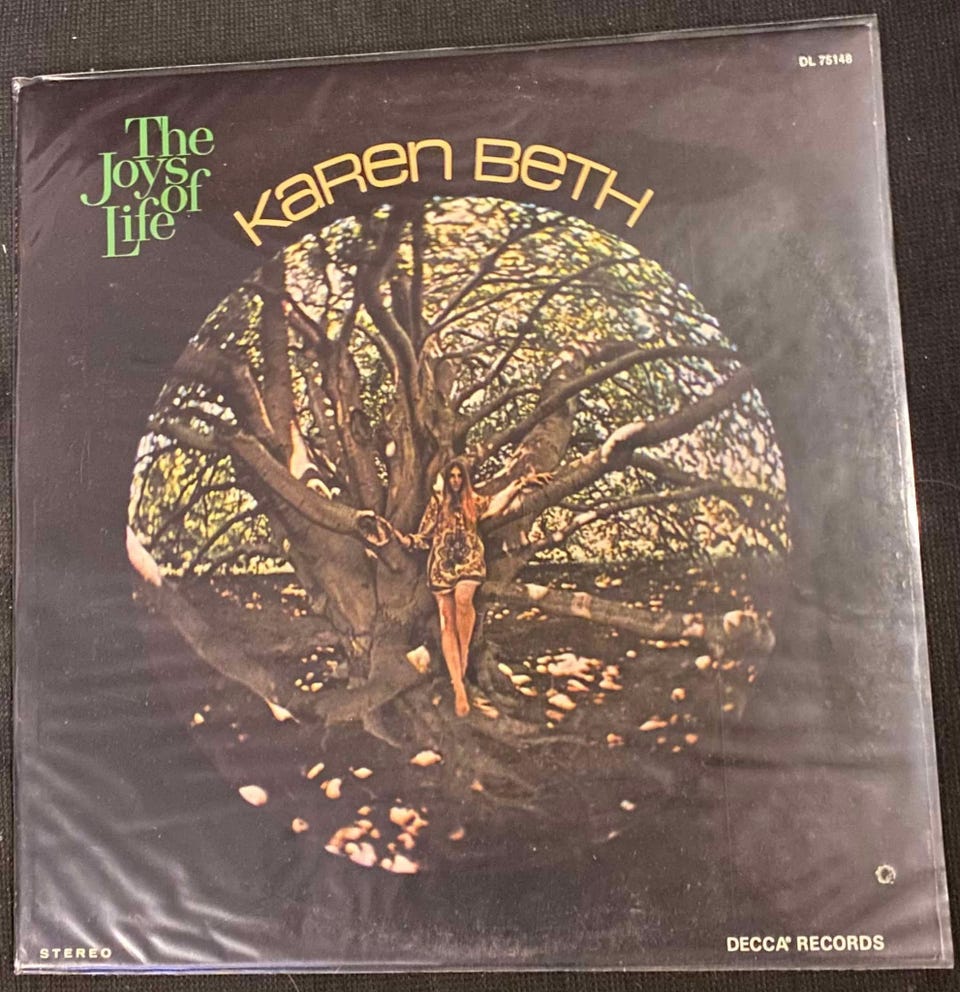 DL 75148
The
Joys
of
Life
KaRen BeTH
STEREO
DECCA® RECORDS